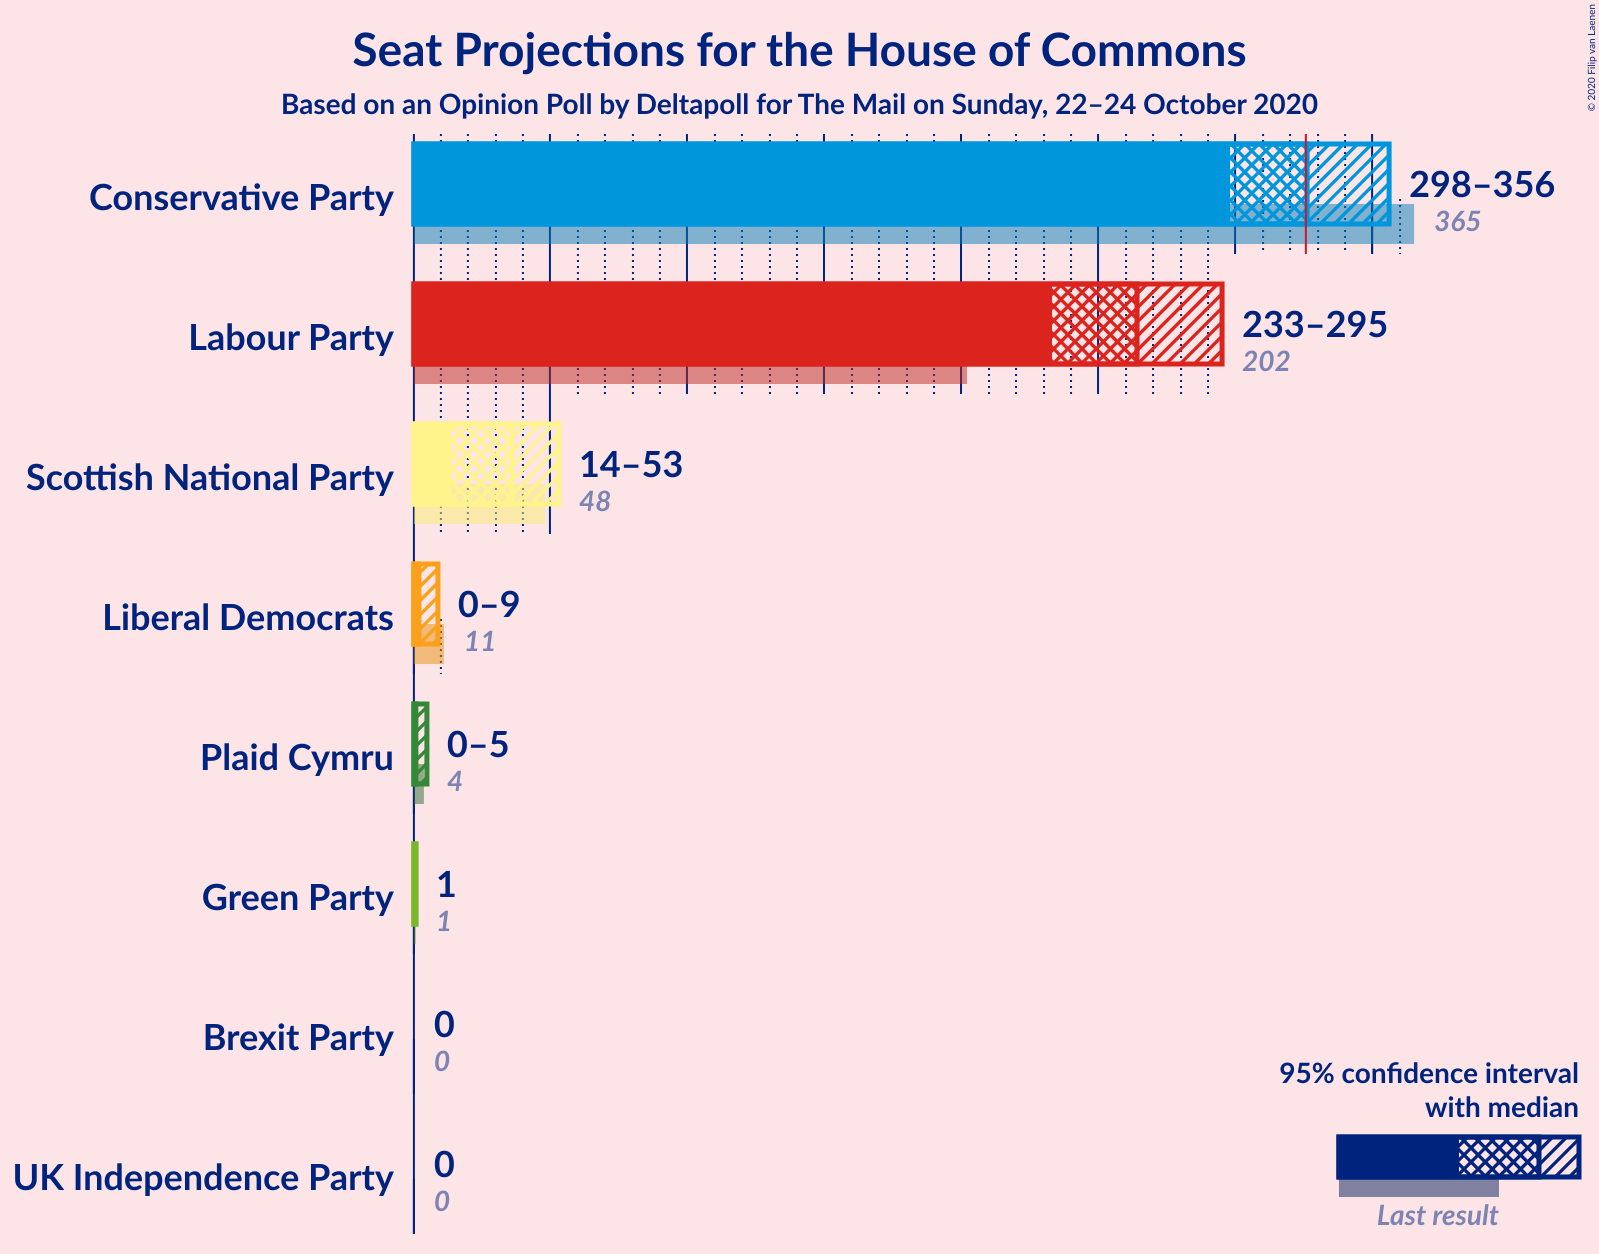 Seat Projections for the House of Commons
Based on an Opinion Poll by Deltapoll for The Mail on Sunday, 22–24 October 2020
© 2020 Filip van Laenen
Conservative Party
298–356
365
Labour Party
233–295
202
Scottish National Party
14–53
48
Liberal Democrats
0–9
11
Plaid Cymru
0–5
4
Green Party
1
1
Brexit Party
0
0
UK Independence Party
0
0
95% confidence interval
with median
Last result